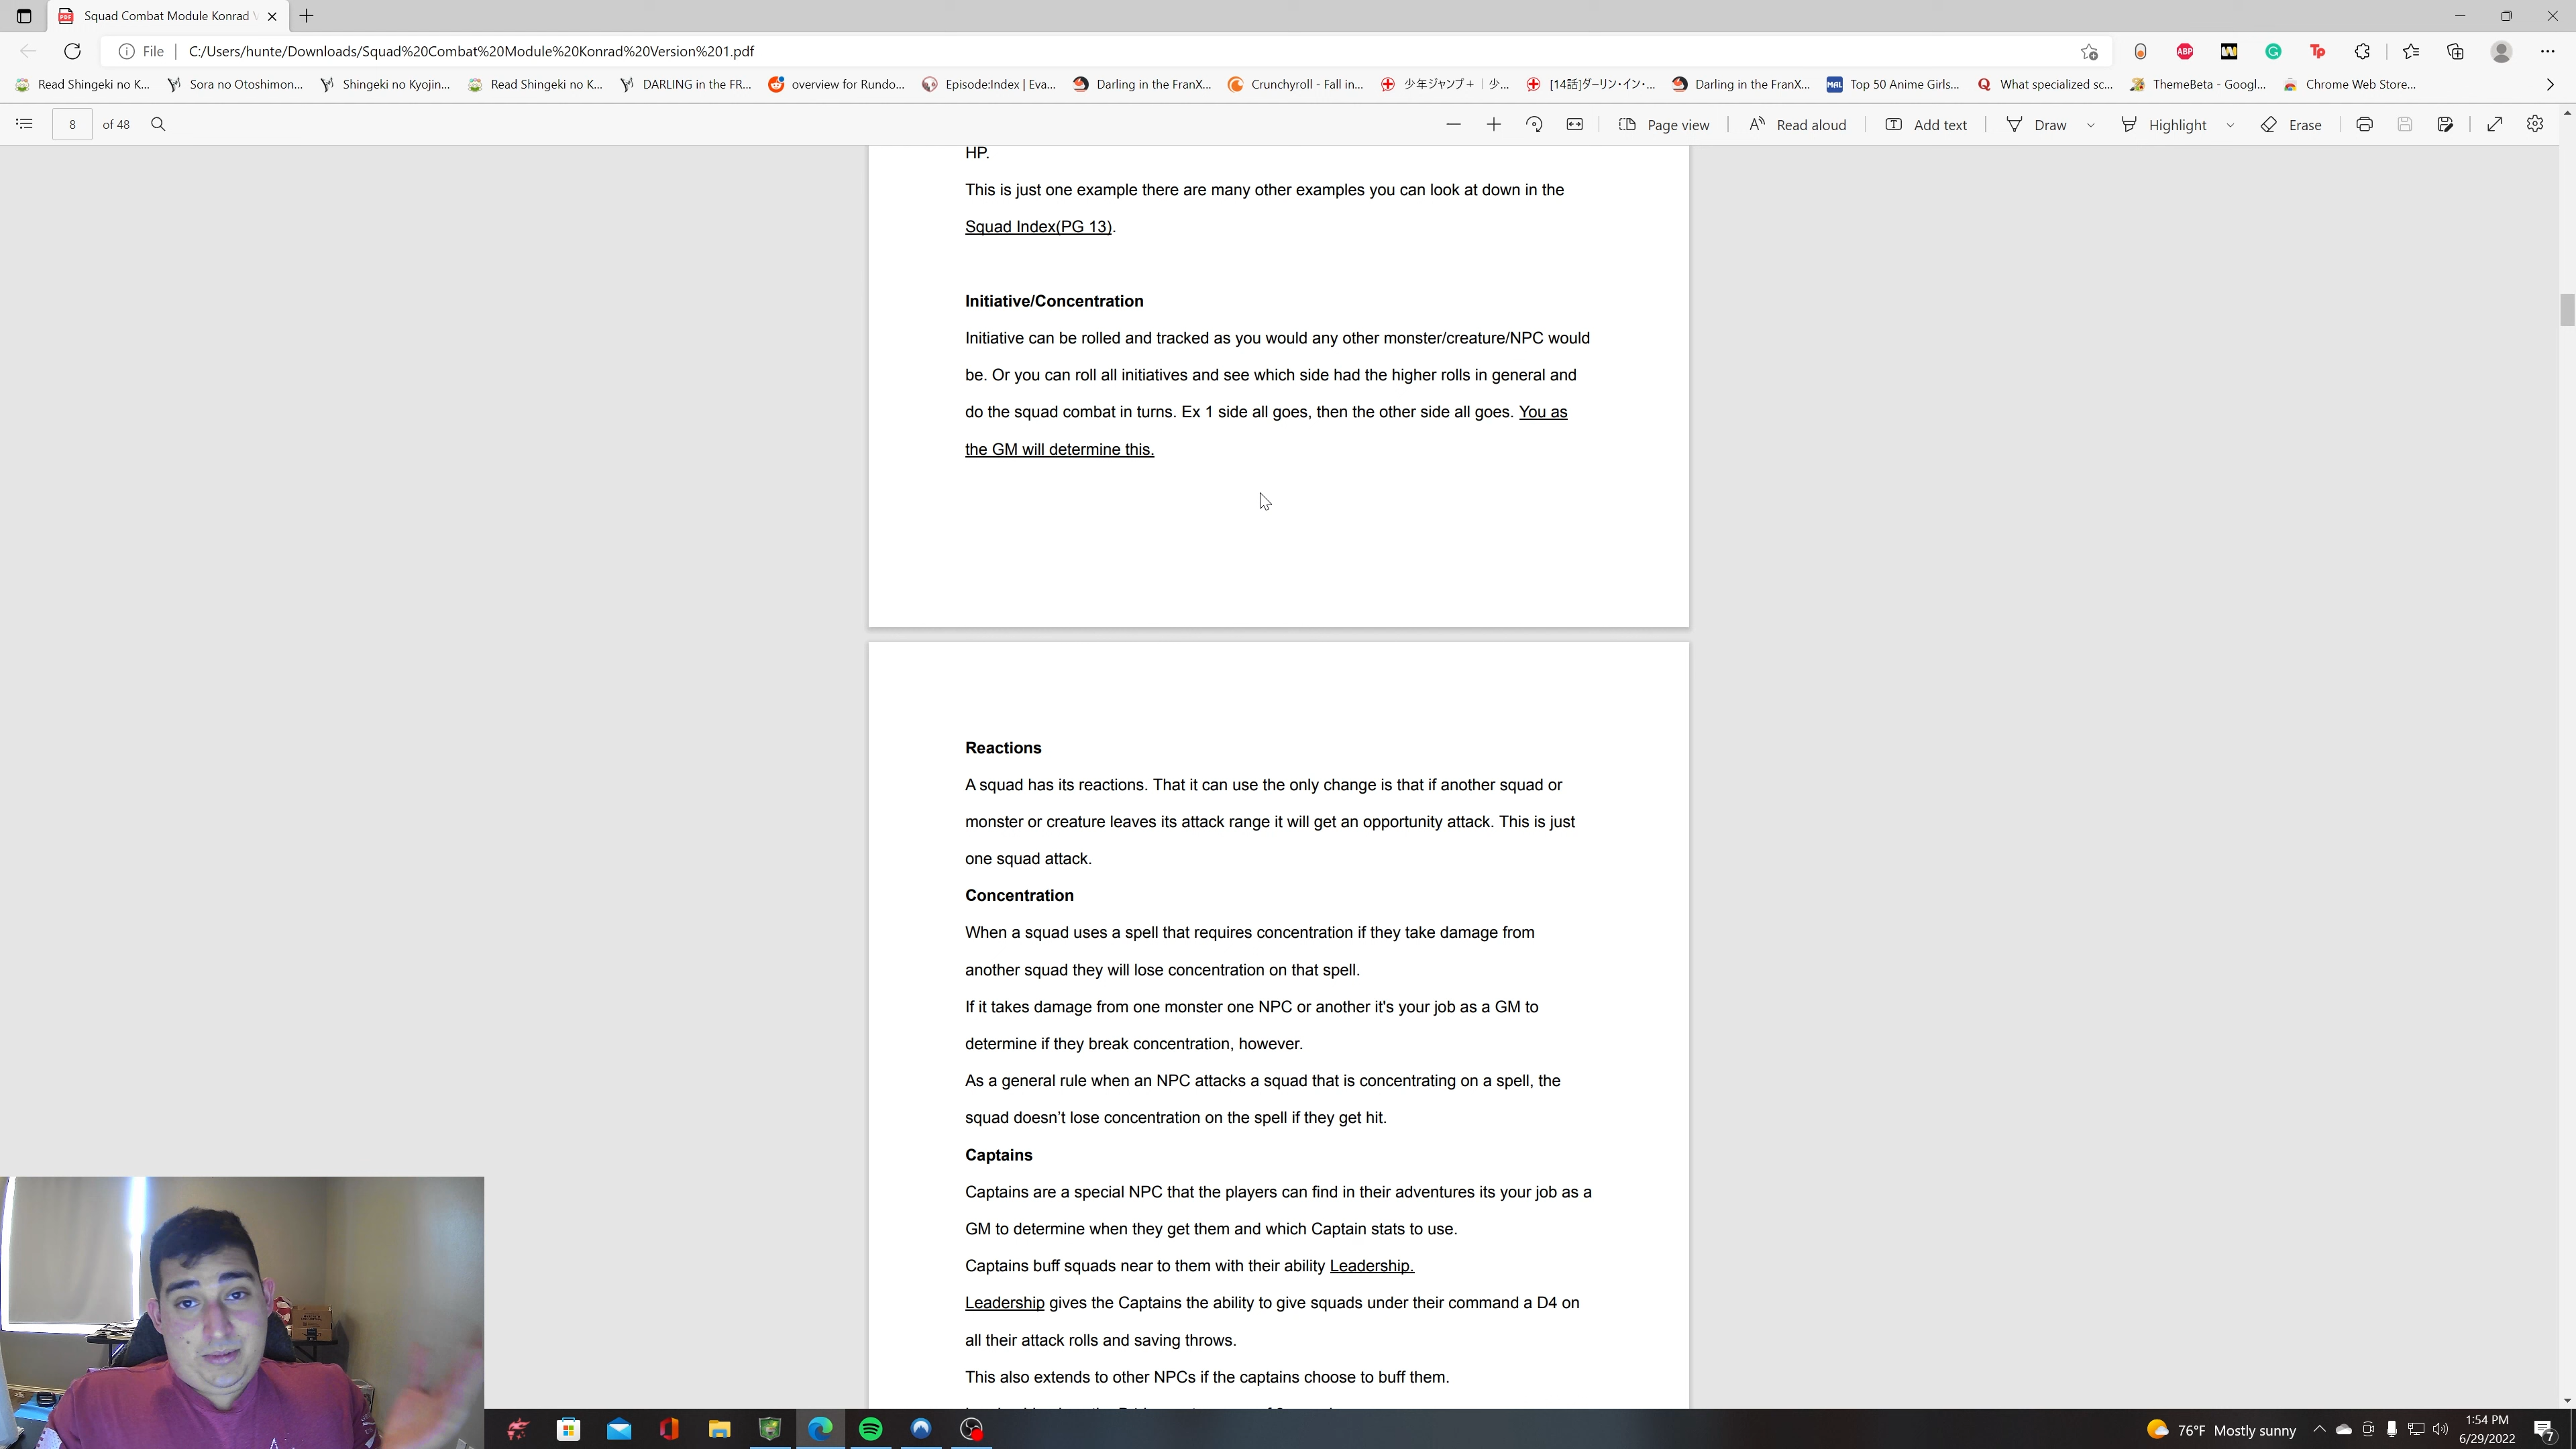 Squad Combat Module Konrad V
File
C:/Users/hunte/Downloads/Squad%20Combat%20Module%20Konrad%20Version%201.pdf
Read Shingeki no K...
Sora no Otoshimon...
Shingeki no Kyojin...
Read Shingeki no K...
DARLING in the FR...
overview for Rundo...
Episode:Index | Eva...
Darling in the FranX...
Crunchyroll - Fall in...
少年ジャンプ+ | 少...
[14話]ダーリン・イン・...
Darling in the FranX...
Top 50 Anime Girls...
What specialized sc...
ThemeBeta - Googl...
Chrome Web Store...
8 of 48
Page view
Read aloud
Add text
Draw
Highlight
Erase
HP.
This is just one example there are many other examples you can look at down in the
Squad Index(PG 13).
Initiative/Concentration
Initiative can be rolled and tracked as you would any other monster/creature/NPC would
be. Or you can roll all initiatives and see which side had the higher rolls in general and
do the squad combat in turns. Ex 1 side all goes, then the other side all goes. You as
the GM will determine this.
Reactions
A squad has its reactions. That it can use the only change is that if another squad or
monster or creature leaves its attack range it will get an opportunity attack. This is just
one squad attack.
Concentration
When a squad uses a spell that requires concentration if they take damage from
another squad they will lose concentration on that spell.
If it takes damage from one monster one NPC or another it's your job as a GM to
determine if they break concentration, however.
As a general rule when an NPC attacks a squad that is concentrating on a spell, the
squad doesn’t lose concentration on the spell if they get hit.
Captains
Captains are a special NPC that the players can find in their adventures its your job as a
GM to determine when they get them and which Captain stats to use.
Captains buff squads near to them with their ability Leadership.
Leadership gives the Captains the ability to give squads under their command a D4 on
all their attack rolls and saving throws.
This also extends to other NPCs if the captains choose to buff them.
76°F Mostly sunny
1:54 PM
6/29/2022
7